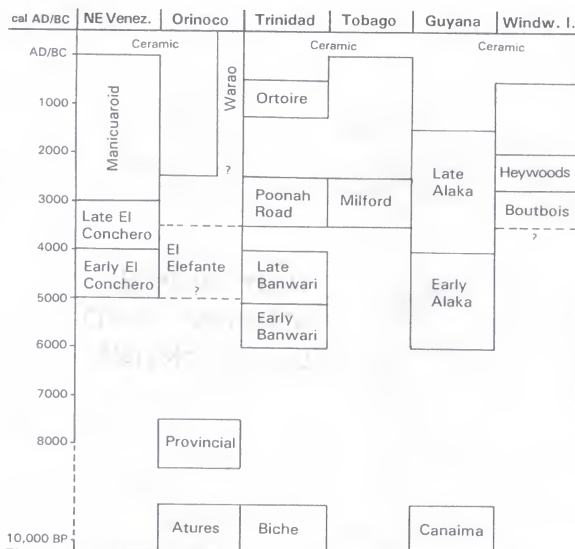 cal AD/BC NE Venez. Orinoco Trinidad Tobago Guyana Windw. I.
Ceramic Ceramic Ceramic
AD/BC
Warao
Ortoire
1000
Manicuaroid
2000
?
Late
Alaka
Heywoods
3000
Poonah
Road
Milford
Boutbois
Late El
Conchero
?
4000
El
Elefante
?
Early El
Conchero
Late
Banwari
Early
Alaka
5000
Early
Banwari
6000
7000
8000
Provincial
10,000 BP
Atures Biche Canaima